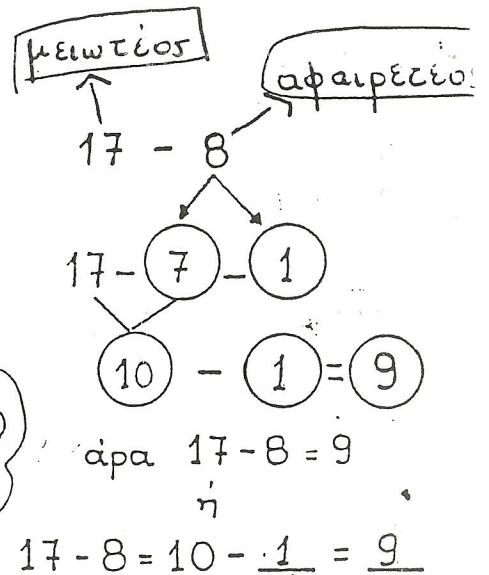 μειωτέος
αφαιρετέος
17 - 8
17 - 7 - 1
10 - 1 = 9
άρα 17 - 8 = 9
ή
17 - 8 = 10 - 1 = 9